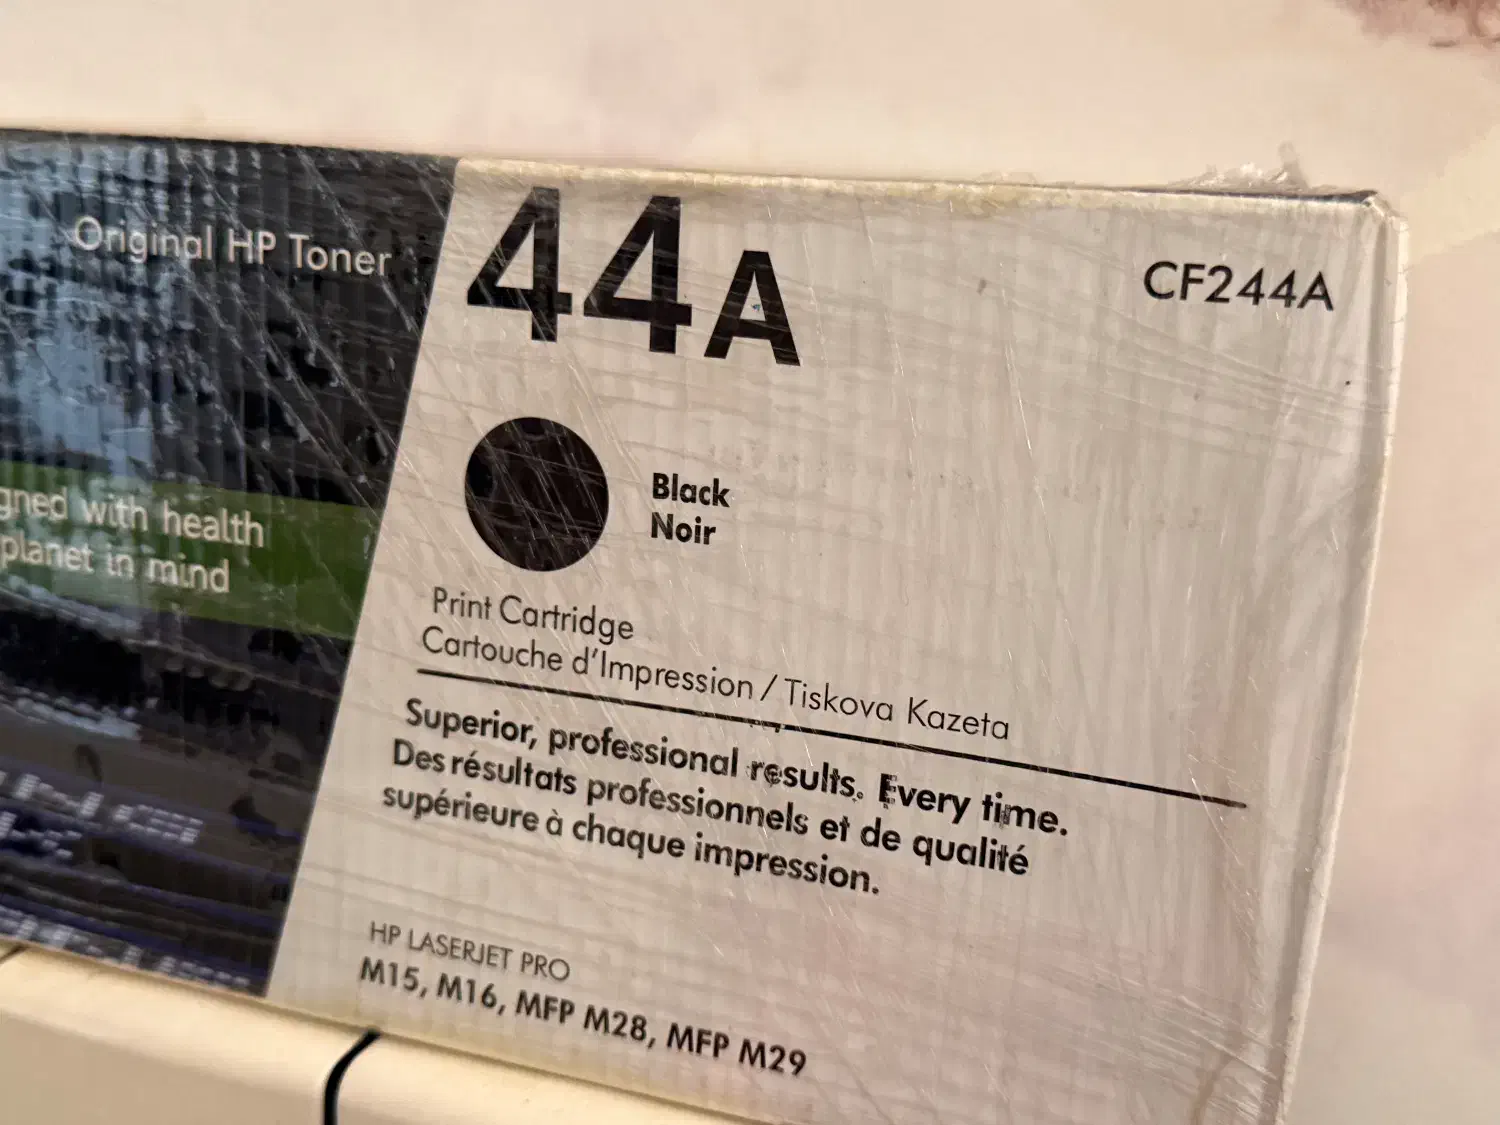 Original HP Toner
44A
CF244A
gned with health
planet in mind
Black
Noir
Print Cartridge
Cartouche d'Impression / Tiskova Kazeta
Superior, professional results. Every time.
Des résultats professionnels et de qualité
supérieure à chaque impression.
HP LASERJET PRO
M15, M16, MFP M28, MFP M29